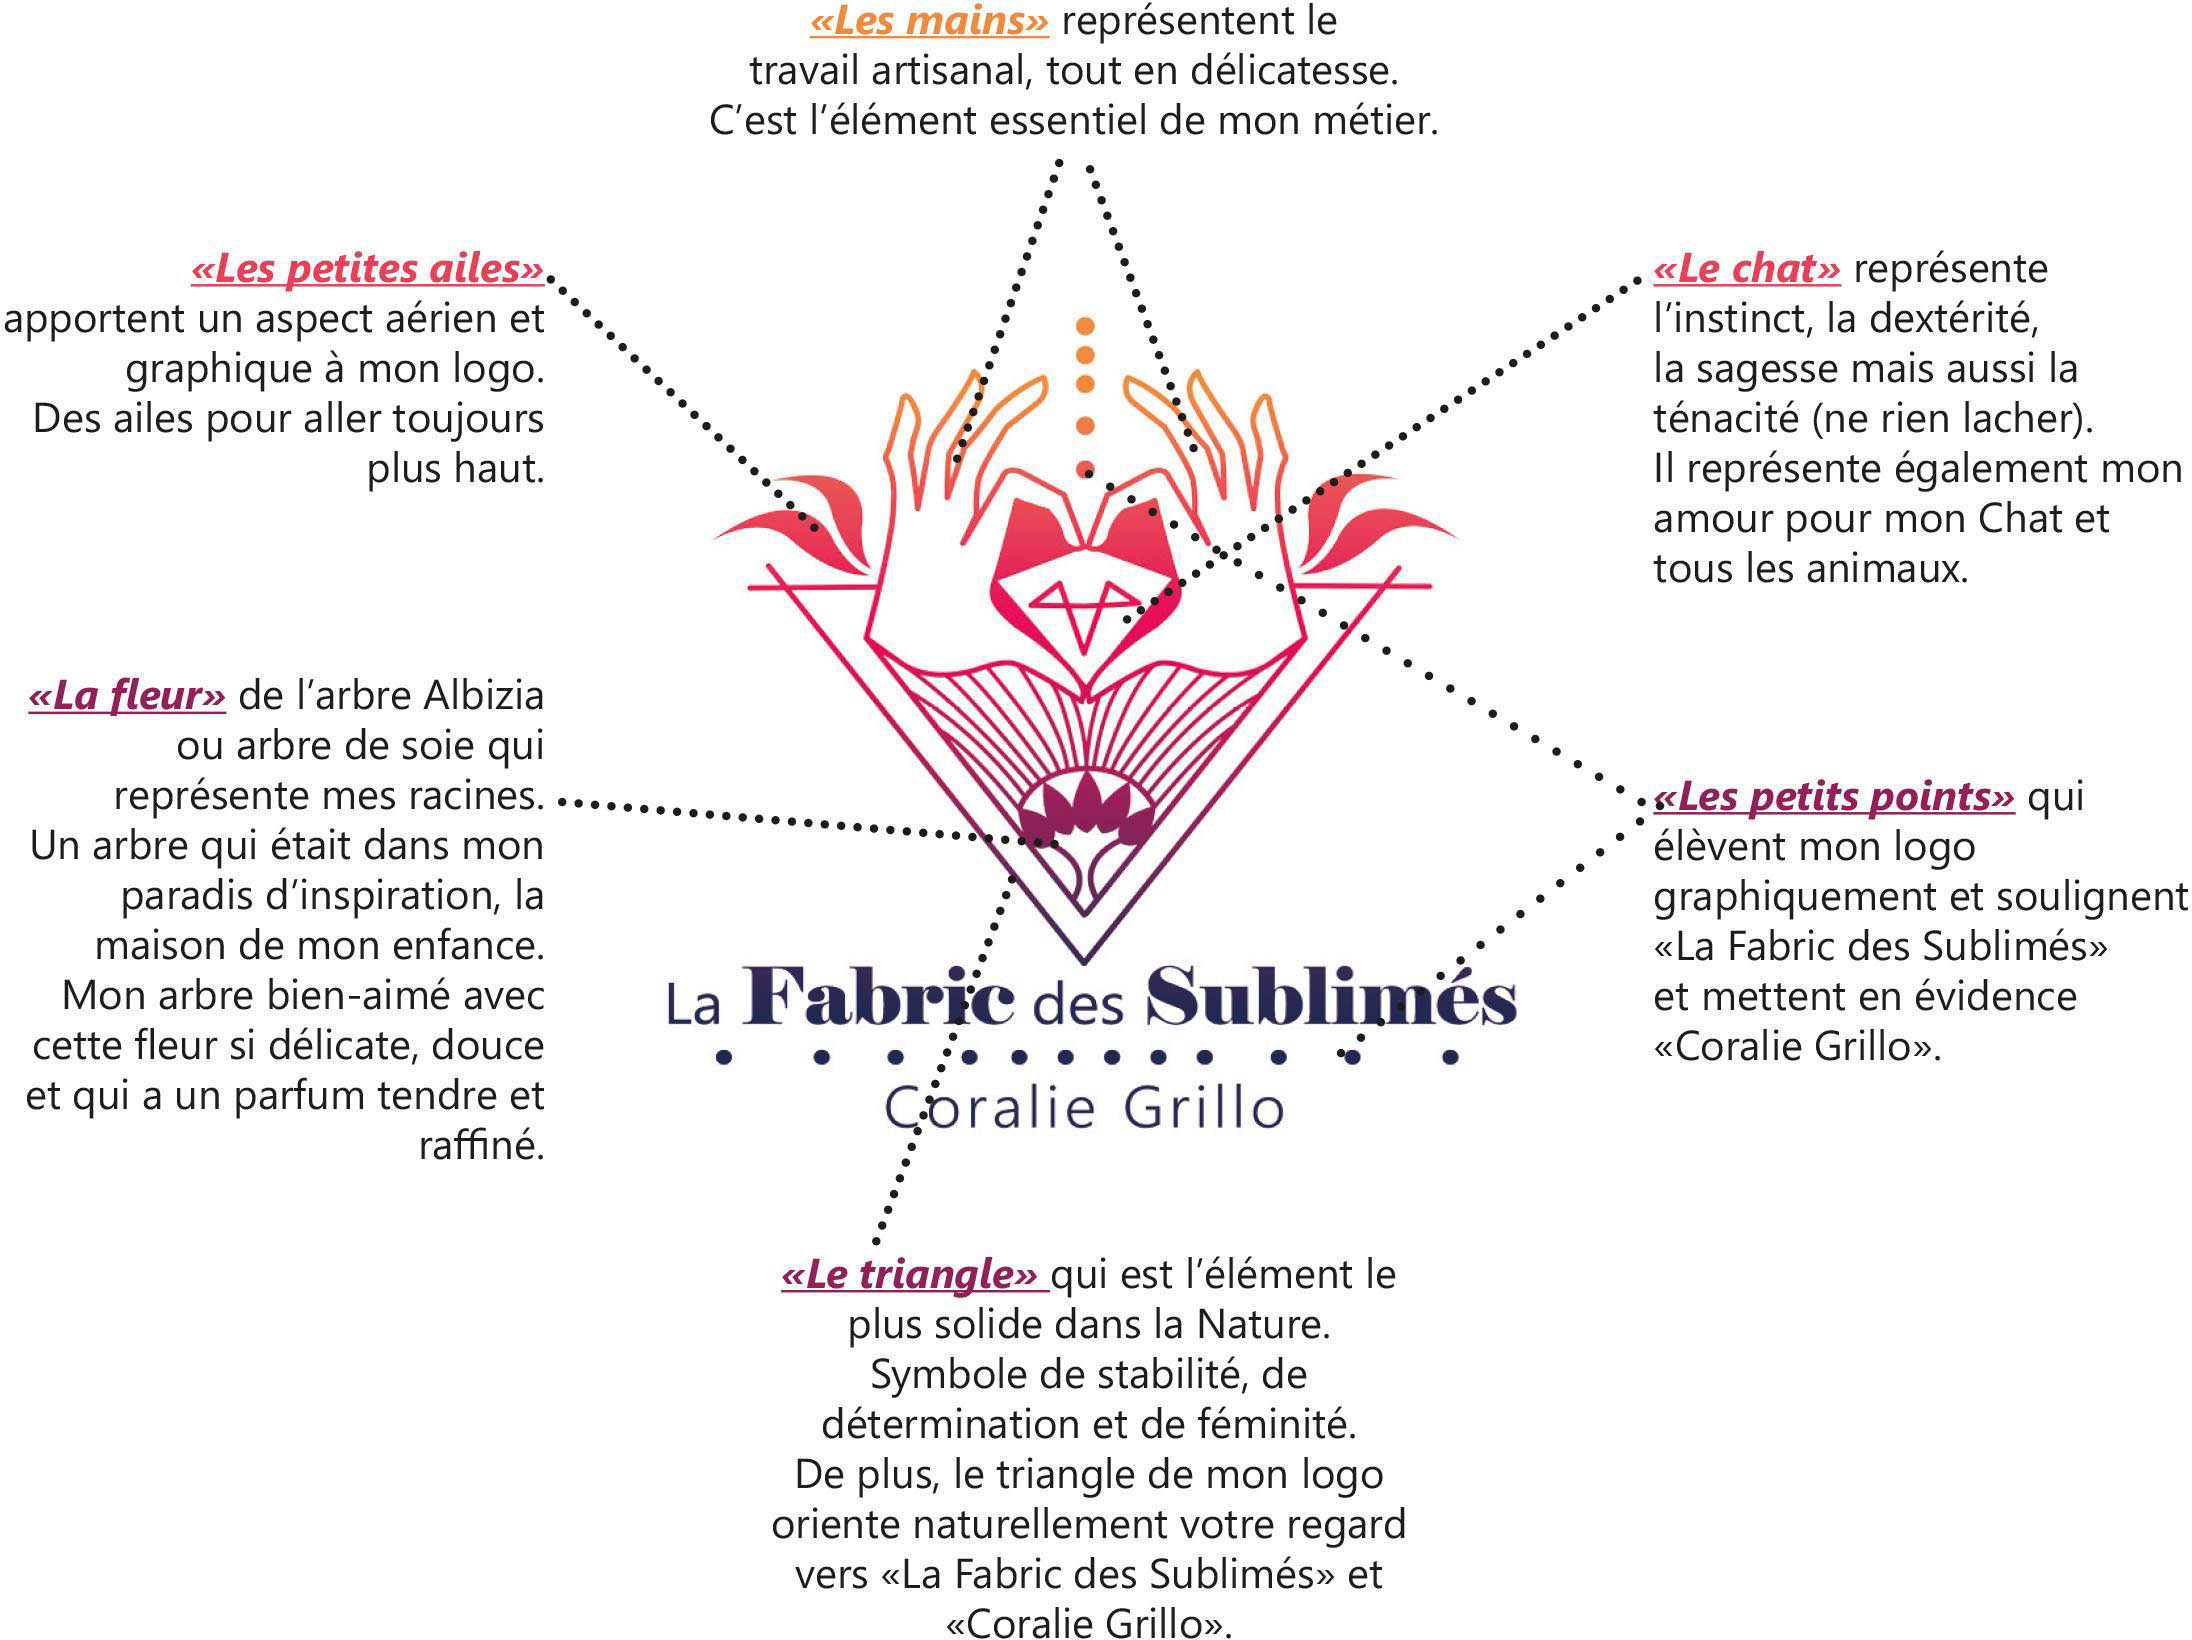 «Les mains» représentent le
travail artisanal, tout en délicatesse.
C’est l’élément essentiel de mon métier.
«Les petites ailes»
apportent un aspect aérien et
graphique à mon logo.
Des ailes pour aller toujours
plus haut.
«Le chat» représente
l’instinct, la dextérité,
la sagesse mais aussi la
ténacité (ne rien lacher).
Il représente également mon
amour pour mon Chat et
tous les animaux.
«La fleur» de l’arbre Albizia
ou arbre de soie qui
représente mes racines.
Un arbre qui était dans mon
paradis d’inspiration, la
maison de mon enfance.
Mon arbre bien-aimé avec
cette fleur si délicate, douce
et qui a un parfum tendre et
raffiné.
«Les petits points» qui
élèvent mon logo
graphiquement et soulignent
«La Fabric des Sublimés»
et mettent en évidence
«Coralie Grillo».
La Fabric des Sublimés
Coralie Grillo
«Le triangle» qui est l’élément le
plus solide dans la Nature.
Symbole de stabilité, de
détermination et de féminité.
De plus, le triangle de mon logo
oriente naturellement votre regard
vers «La Fabric des Sublimés» et
«Coralie Grillo».